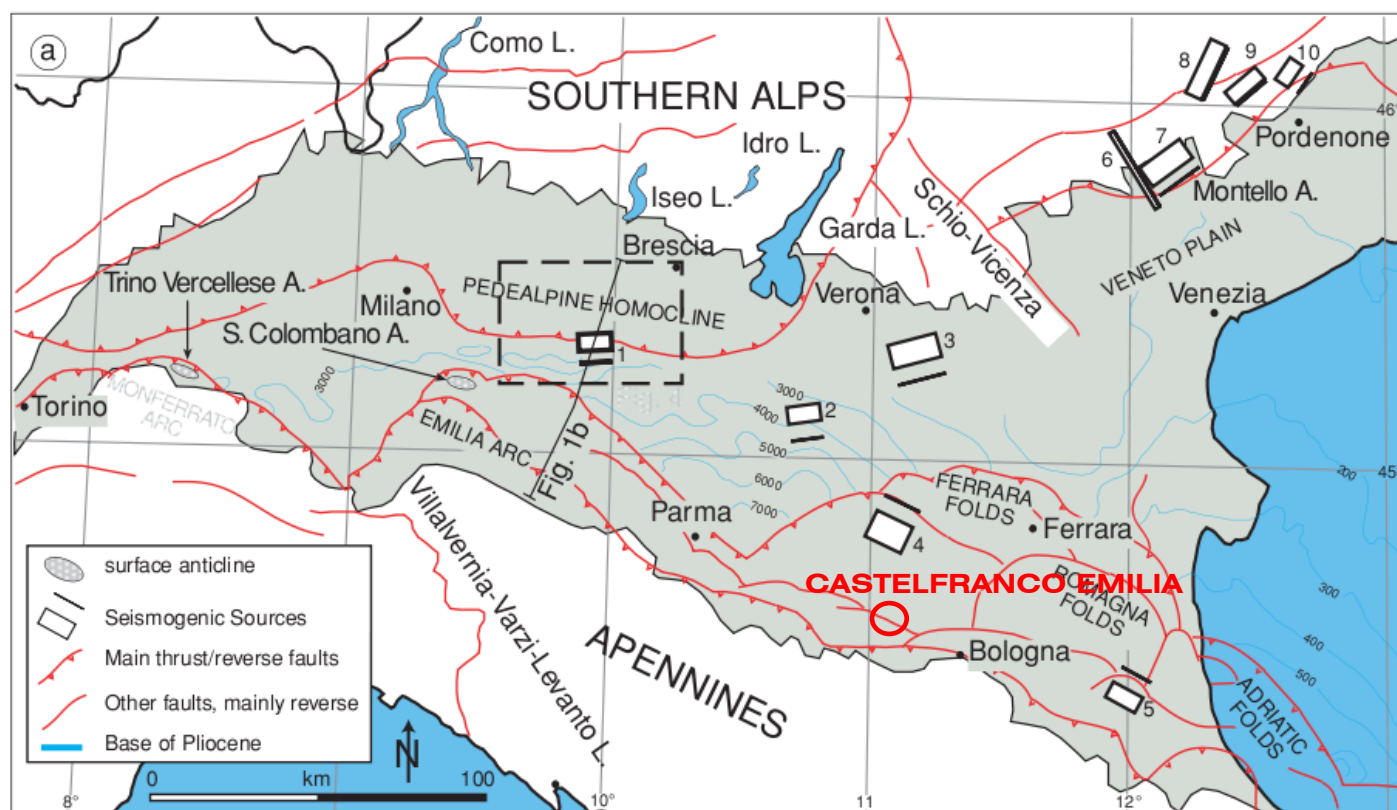 a
Como L.
SOUTHERN ALPS
8
9
10
46
Pordenone
Idro L.
6
7
Iseo L.
Montello A.
Schio-Vicenza
Garda L.
Brescia
VENETO PLAIN
Trino Vercellese A.
PEDEALPINE HOMOCLINE
Milano
Verona
Venezia
S. Colombano A.
1
3
3000
MONFERRATO
ARC
Torino
3000
4000
5000
6000
7000
2
EMILIA ARC
Fig. 1b
45
200
Villalvernia-Varzi-Levanto L.
Parma
FERRARA
FOLDS
Ferrara
4
CASTELFRANCO EMILIA
ROMAGNA
FOLDS
300
400
500
APENNINES
Bologna
5
ADRIATIC
FOLDS
surface anticline
Seismogenic Sources
Main thrust/reverse faults
Other faults, mainly reverse
Base of Pliocene
N
0
km
100
8°
10°
11°
12°